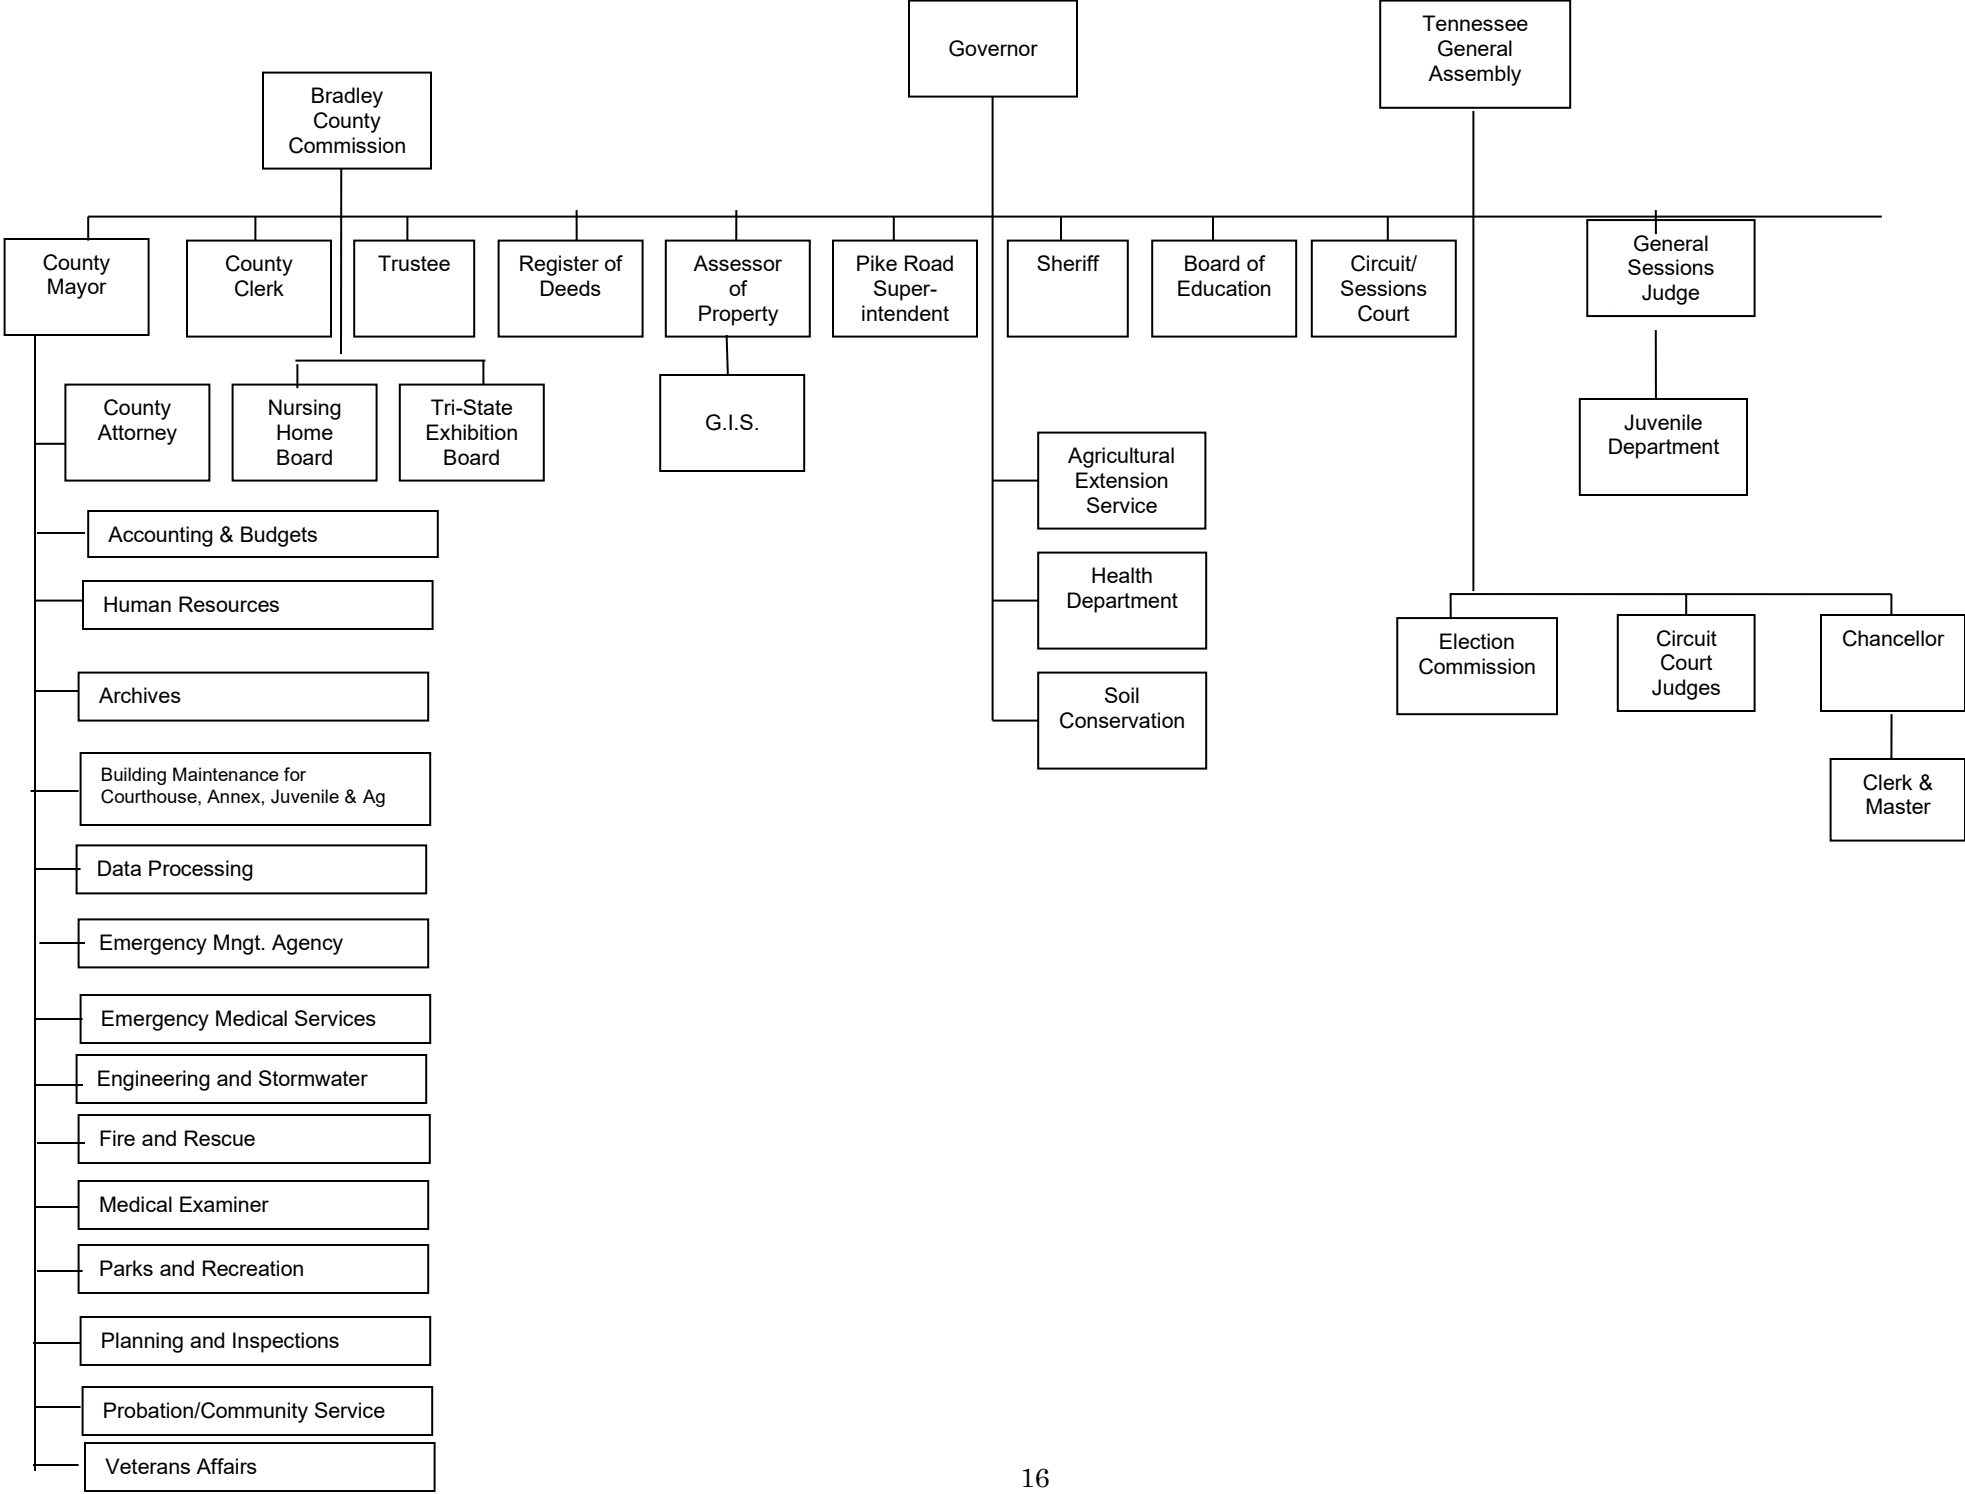 Governor
Tennessee
General
Assembly
Bradley
County
Commission
County
Mayor
County
Clerk
Trustee
Register of
Deeds
Assessor
of
Property
Pike Road
Super-
intendent
Sheriff
Board of
Education
Circuit/
Sessions
Court
General
Sessions
Judge
County
Attorney
Nursing
Home
Board
Tri-State
Exhibition
Board
G.I.S.
Agricultural
Extension
Service
Juvenile
Department
Accounting & Budgets
Human Resources
Health
Department
Election
Commission
Circuit
Court
Judges
Chancellor
Archives
Soil
Conservation
Building Maintenance for
Courthouse, Annex, Juvenile & Ag
Clerk &
Master
Data Processing
Emergency Mngt. Agency
Emergency Medical Services
Engineering and Stormwater
Fire and Rescue
Medical Examiner
Parks and Recreation
Planning and Inspections
Probation/Community Service
Veterans Affairs
16